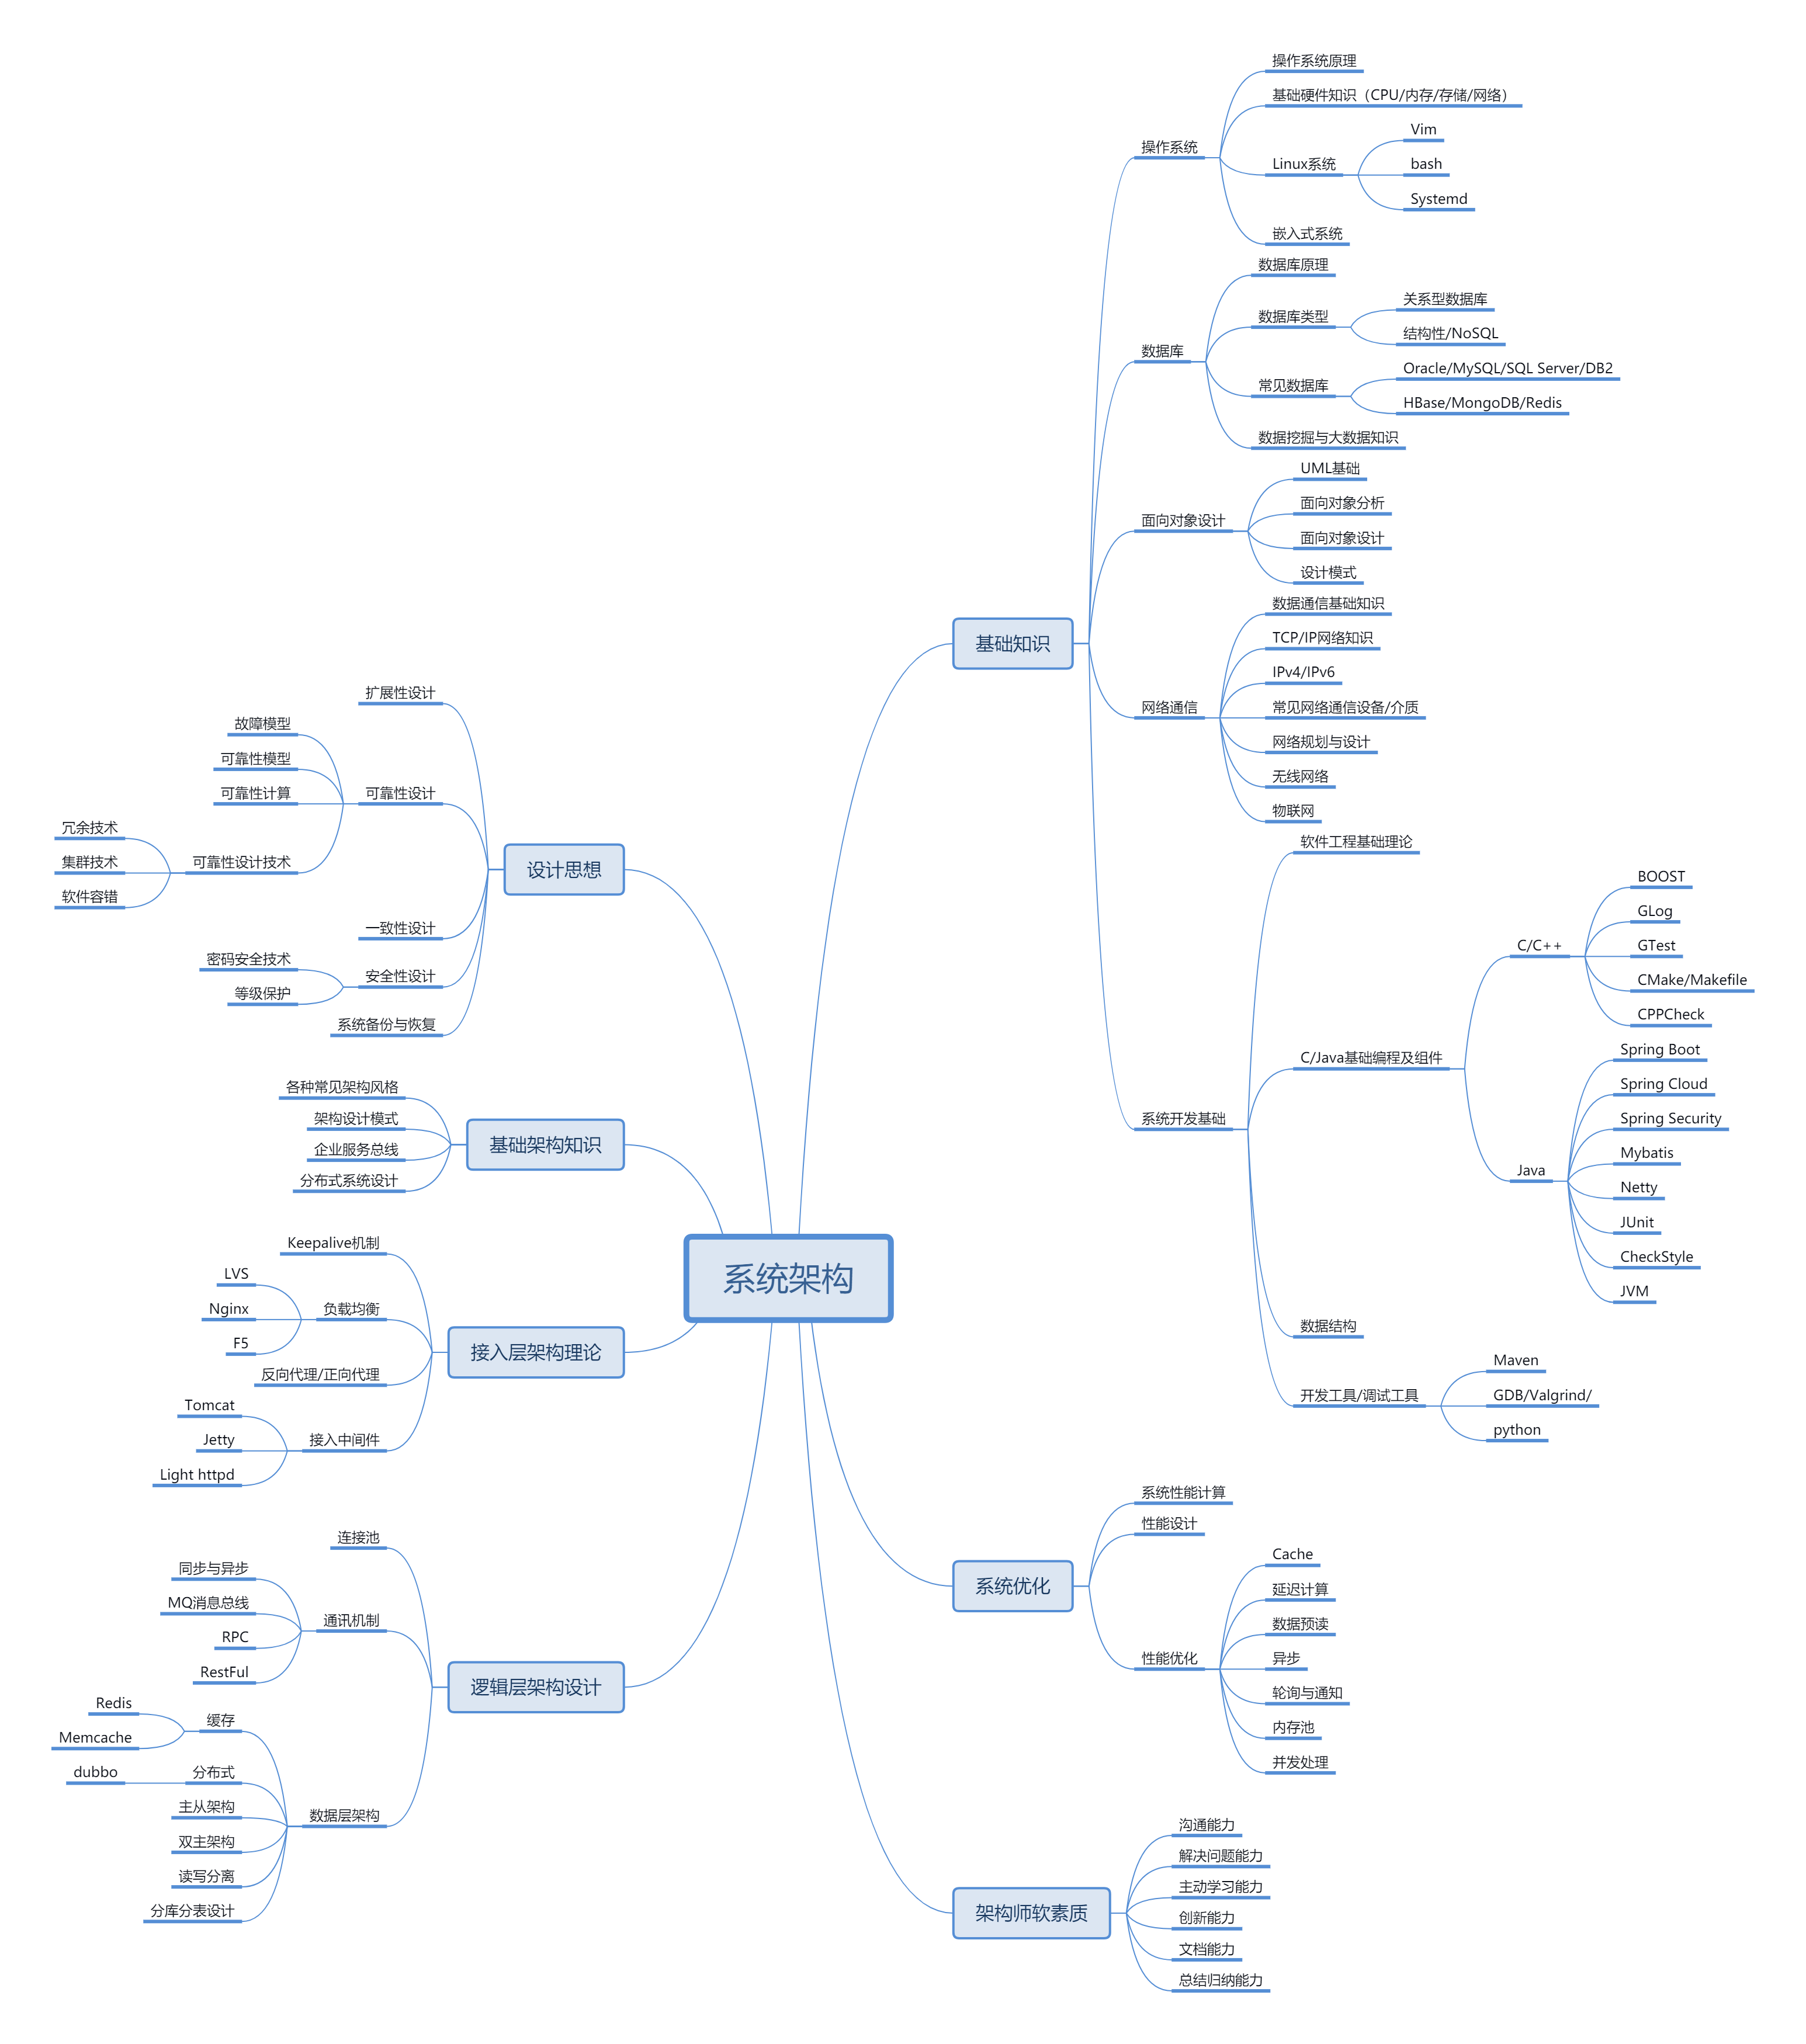 系统架构
基础知识
操作系统
操作系统原理
基础硬件知识（CPU/内存/存储/网络）
Linux系统
Vim
bash
Systemd
嵌入式系统
数据库
数据库原理
数据库类型
关系型数据库
结构性/NoSQL
常见数据库
Oracle/MySQL/SQL Server/DB2
HBase/MongoDB/Redis
数据挖掘与大数据知识
面向对象设计
UML基础
面向对象分析
面向对象设计
设计模式
网络通信
数据通信基础知识
TCP/IP网络知识
IPv4/IPv6
常见网络通信设备/介质
网络规划与设计
无线网络
物联网
系统开发基础
软件工程基础理论
C/Java基础编程及组件
C/C++
BOOST
GLog
GTest
CMake/Makefile
CPPCheck
Java
Spring Boot
Spring Cloud
Spring Security
Mybatis
Netty
JUnit
CheckStyle
JVM
数据结构
开发工具/调试工具
Maven
GDB/Valgrind/
python
系统优化
系统性能计算
性能设计
性能优化
Cache
延迟计算
数据预读
异步
轮询与通知
内存池
并发处理
架构师软素质
沟通能力
解决问题能力
主动学习能力
创新能力
文档能力
总结归纳能力
设计思想
扩展性设计
可靠性设计
故障模型
可靠性模型
可靠性计算
可靠性设计技术
冗余技术
集群技术
软件容错
一致性设计
安全性设计
密码安全技术
等级保护
系统备份与恢复
基础架构知识
各种常见架构风格
架构设计模式
企业服务总线
分布式系统设计
接入层架构理论
Keepalive机制
负载均衡
LVS
Nginx
F5
反向代理/正向代理
接入中间件
Tomcat
Jetty
Light httpd
逻辑层架构设计
连接池
通讯机制
同步与异步
MQ消息总线
RPC
RestFul
数据层架构
缓存
Redis
Memcache
分布式
dubbo
主从架构
双主架构
读写分离
分库分表设计